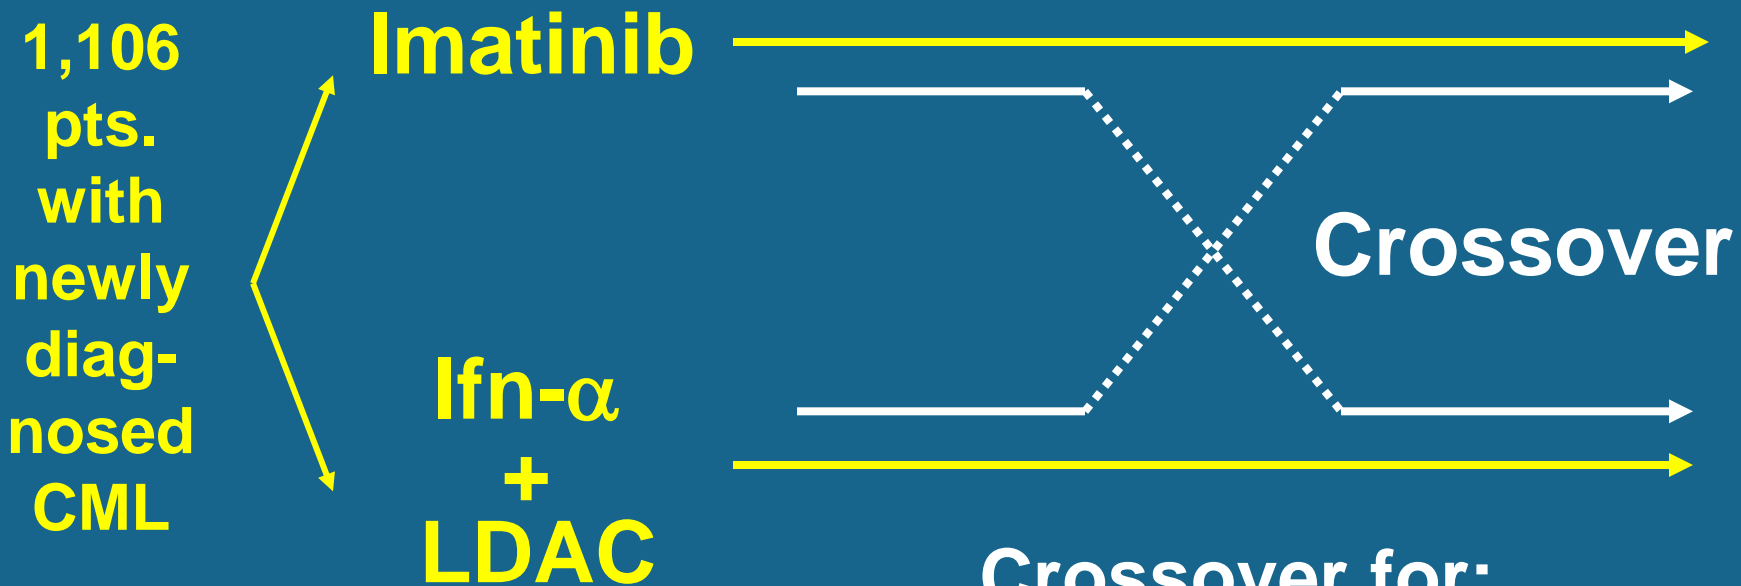 1,106
pts.
with
newly
diag-
nosed
CML
Imatinib
Ifn-α
+
LDAC
Crossover
Crossover for: